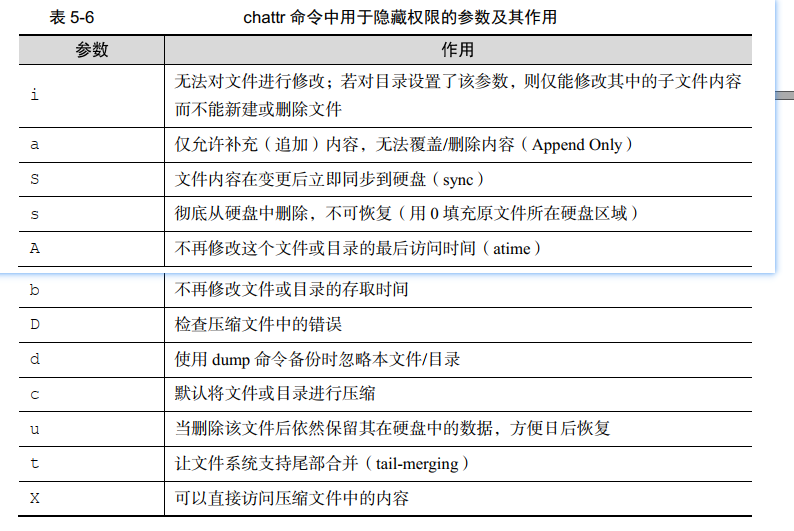 表 5-6 chattr 命令中用于隐藏权限的参数及其作用
参数 作用
i 无法对文件进行修改；若对目录设置了该参数，则仅能修改其中的子文件内容
而不能新建或删除文件
a 仅允许补充（追加）内容，无法覆盖/删除内容（Append Only）
S 文件内容在变更后立即同步到硬盘（sync）
s 彻底从硬盘中删除，不可恢复（用 0 填充原文件所在硬盘区域）
A 不再修改这个文件或目录的最后访问时间（atime）
b 不再修改文件或目录的存取时间
D 检查压缩文件中的错误
d 使用 dump 命令备份时忽略本文件/目录
c 默认将文件或目录进行压缩
u 当删除该文件后依然保留其在硬盘中的数据，方便日后恢复
t 让文件系统支持尾部合并（tail-merging）
X 可以直接访问压缩文件中的内容